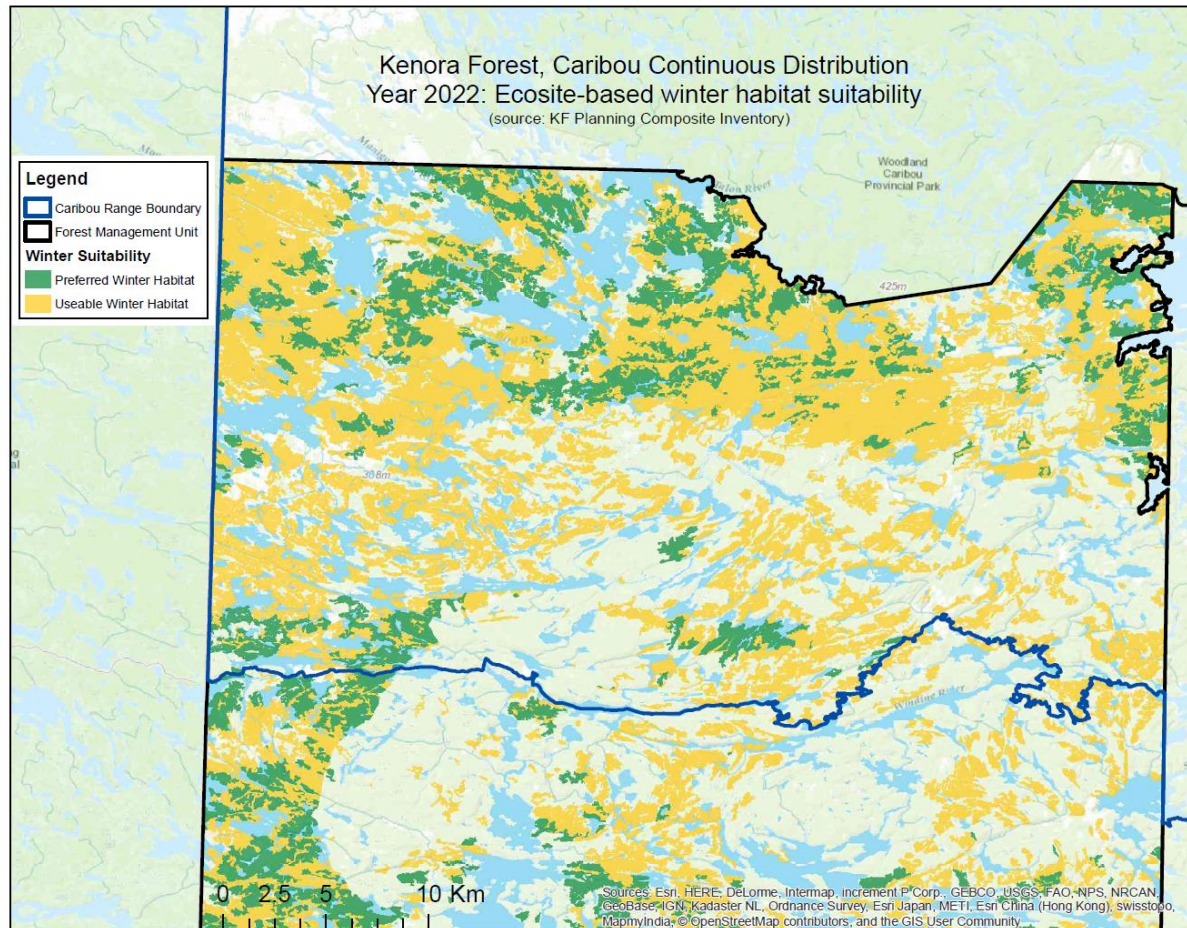 Kenora Forest, Caribou Continuous Distribution
Year 2022: Ecosite-based winter habitat suitability
(source: KF Planning Composite Inventory)
Woodland
Caribou
Provincial Park
Legend
Caribou Range Boundary
Forest Management Unit
Winter Suitability
Preferred Winter Habitat
Useable Winter Habitat
425m
Winding River
0 2.5 5 10 Km
Sources: Esri, HERE, DeLorme, Intermap, increment P Corp., GEBCO, USGS, FAO, NPS, NRCAN,
GeoBase, IGN, Kadaster NL, Ordnance Survey, Esri Japan, METI, Esri China (Hong Kong), swisstopo,
MapmyIndia, © OpenStreetMap contributors, and the GIS User Community